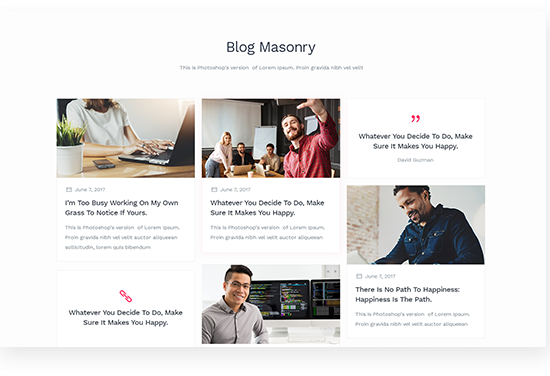 Blog Masonry
This is Photoshop's version of Lorem Ipsum. Proin gravida nibh vel velit
June 7, 2017
I'm Too Busy Working On My Own
Grass To Notice If Yours.
This is Photoshop's version of Lorem Ipsum.
Proin gravida nibh vel velit auctor aliqueean
sollicitudin, lorem quis bibendum
Whatever You Decide To Do, Make
Sure It Makes You Happy.
June 7, 2017
Whatever You Decide To Do, Make
Sure It Makes You Happy.
This is Photoshop's version of Lorem Ipsum.
Proin gravida nibh vel velit auctor aliqueean
”
Whatever You Decide To Do, Make
Sure It Makes You Happy.
David Guzman
June 7, 2017
There Is No Path To Happiness:
Happiness Is The Path.
This is Photoshop's version of Lorem Ipsum.
Proin gravida nibh vel velit auctor aliqueean